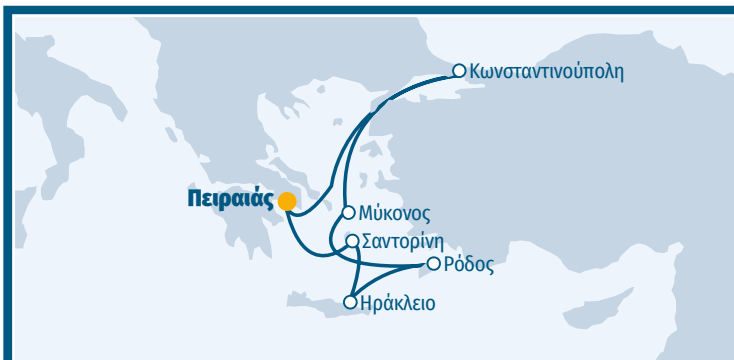 Κωνσταντινούπολη
Πειραιάς
Μύκονος
Σαντορίνη
Ρόδος
Ηράκλειο